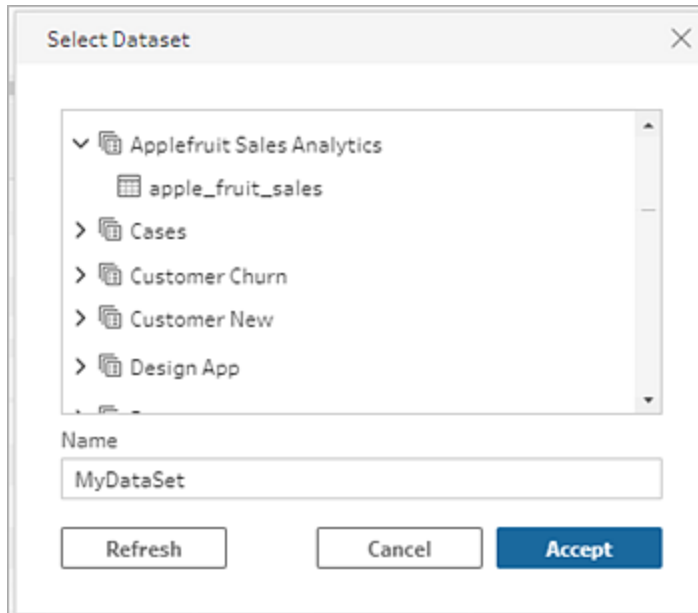 Select Dataset
Applefruit Sales Analytics
apple_fruit_sales
Cases
Customer Churn
Customer New
Design App
Name
MyDataSet
Refresh
Cancel
Accept